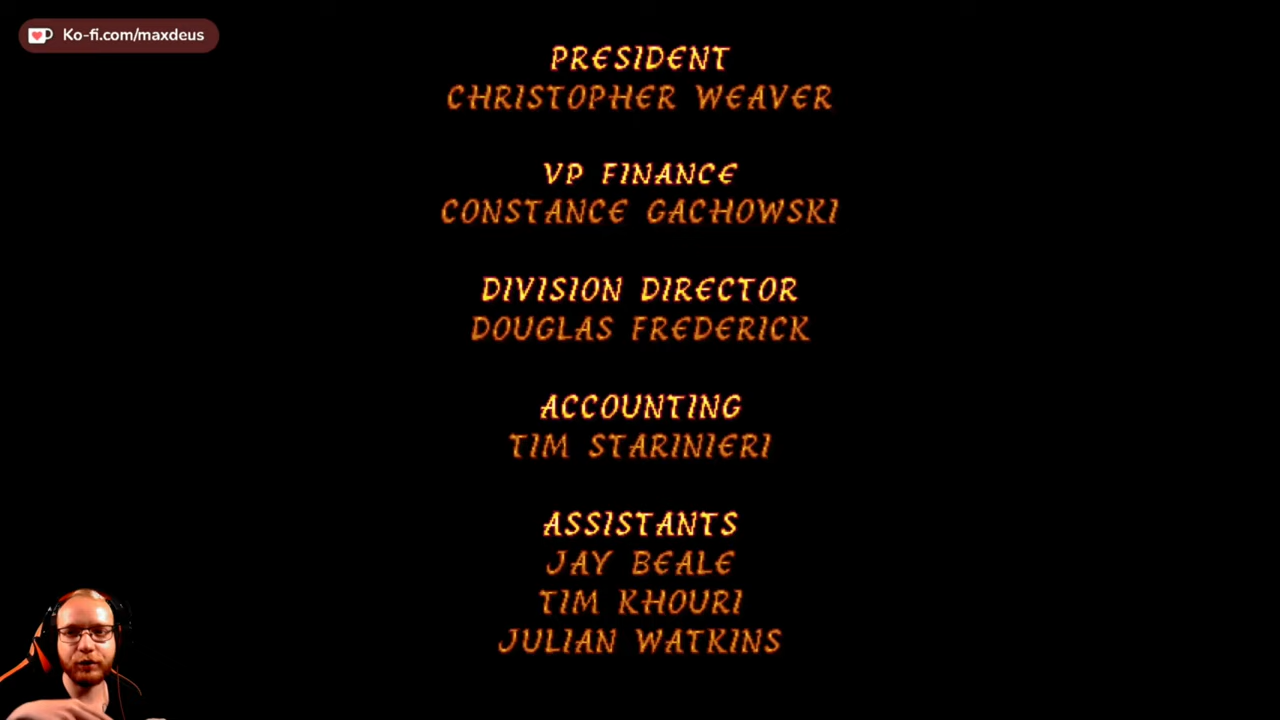 Ko-fi.com/maxdeus
PRESIDENT
CHRISTOPHER WEAVER
VP FINANCE
CONSTANCE GACHOWSKI
DIVISION DIRECTOR
DOUGLAS FREDERICK
ACCOUNTING
TIM STARINIERI
ASSISTANTS
JAY BEALE
TIM KHOURI
JULIAN WATKINS